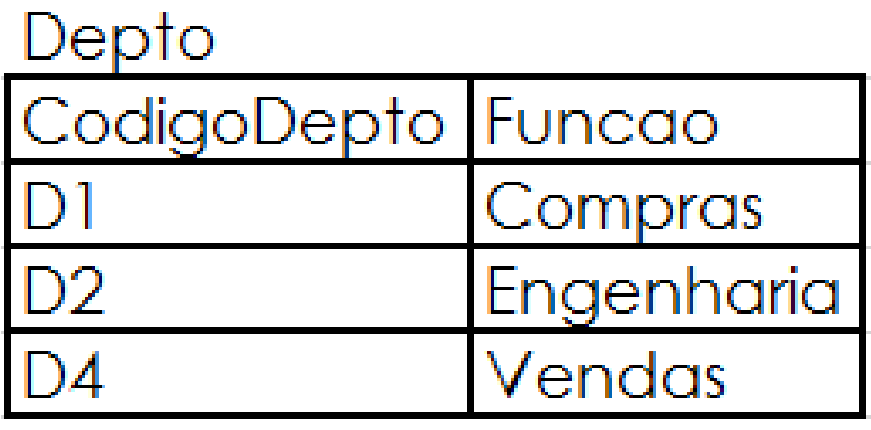 Depto
CodigoDepto Funcao
D1 Compras
D2 Engenharia
D4 Vendas